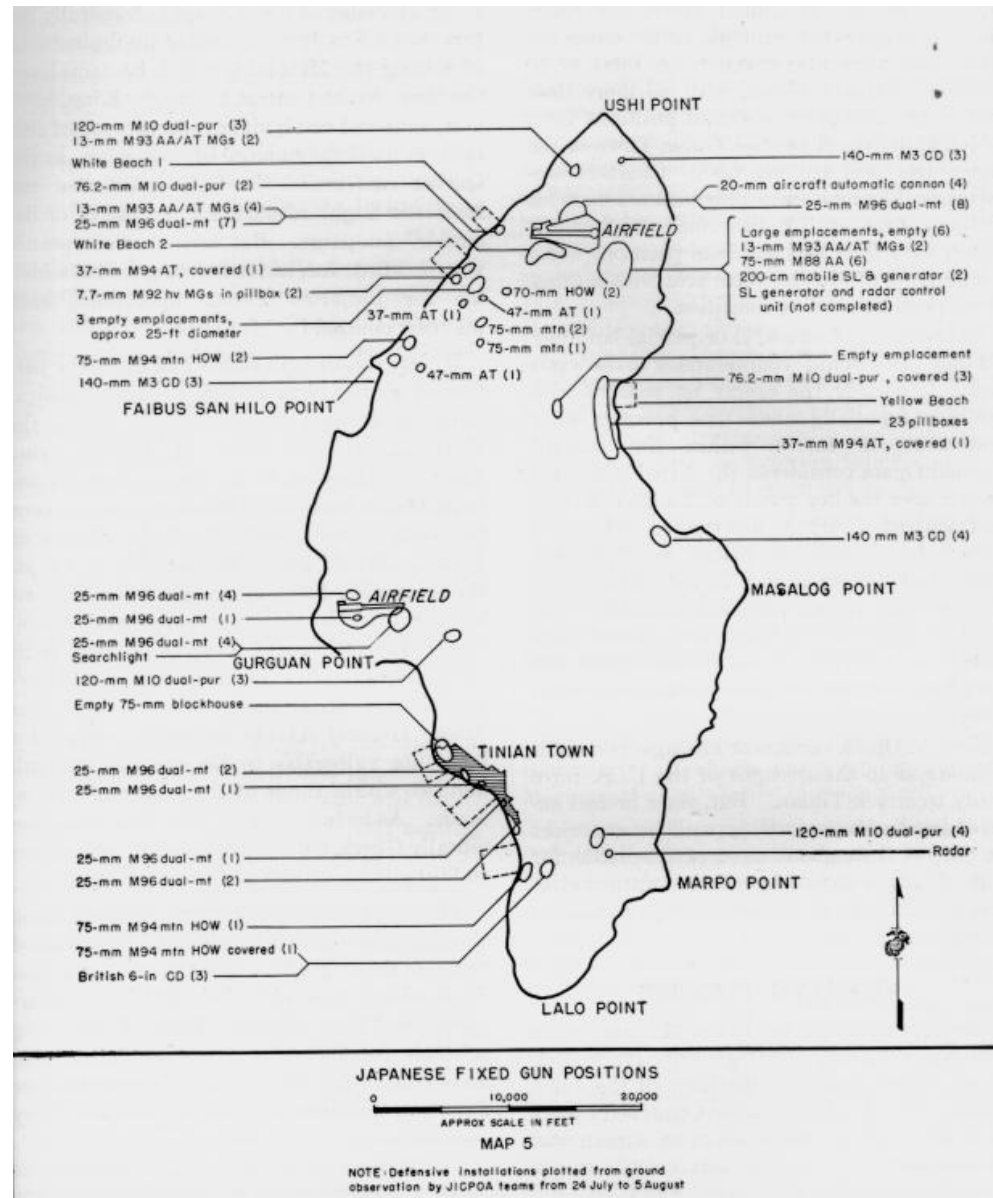 USHI POINT
120-mm M10 dual-pur (3)
13-mm M93 AA/AT MGs (2)
White Beach 1
76.2-mm M10 dual-pur (2)
13-mm M93 AA/AT MGs (4)
25-mm M96 dual-mt (7)
White Beach 2
37-mm M94 AT, covered (1)
7.7-mm M92 hv MGs in pillbox (2)
3 empty emplacements,
approx 25-ft diameter
75-mm M94 mtn HOW (2)
140-mm M3 CD (3)
FAIBUS SAN HILO POINT
140-mm M3 CD (3)
20-mm aircraft automatic cannon (4)
25-mm M96 dual-mt (8)
AIRFIELD
Large emplacements, empty (6)
13-mm M93 AA/AT MGs (2)
75-mm M88 AA (6)
200-cm mobile SL & generator (2)
SL generator and radar control
unit (not completed)
70-mm HOW (2)
47-mm AT (1)
37-mm AT (1)
75-mm mtn (2)
75-mm mtn (1)
47-mm AT (1)
Empty emplacement
76.2-mm M10 dual-pur, covered (3)
Yellow Beach
23 pillboxes
37-mm M94 AT, covered (1)
140 mm M3 CD (4)
MASALOG POINT
25-mm M96 dual-mt (4)
AIRFIELD
25-mm M96 dual-mt (1)
25-mm M96 dual-mt (4)
Searchlight
GURGUAN POINT
120-mm M10 dual-pur (3)
Empty 75-mm blockhouse
TINIAN TOWN
25-mm M96 dual-mt (2)
25-mm M96 dual-mt (1)
25-mm M96 dual-mt (1)
25-mm M96 dual-mt (2)
120-mm M10 dual-pur (4)
Radar
MARPO POINT
75-mm M94 mtn HOW (1)
75-mm M94 mtn HOW covered (1)
British 6-in CD (3)
LALO POINT
JAPANESE FIXED GUN POSITIONS
0 10,000 20,000
APPROX SCALE IN FEET
MAP 5
NOTE: Defensive installations plotted from ground
observation by JICPOA teams from 24 July to 5 August